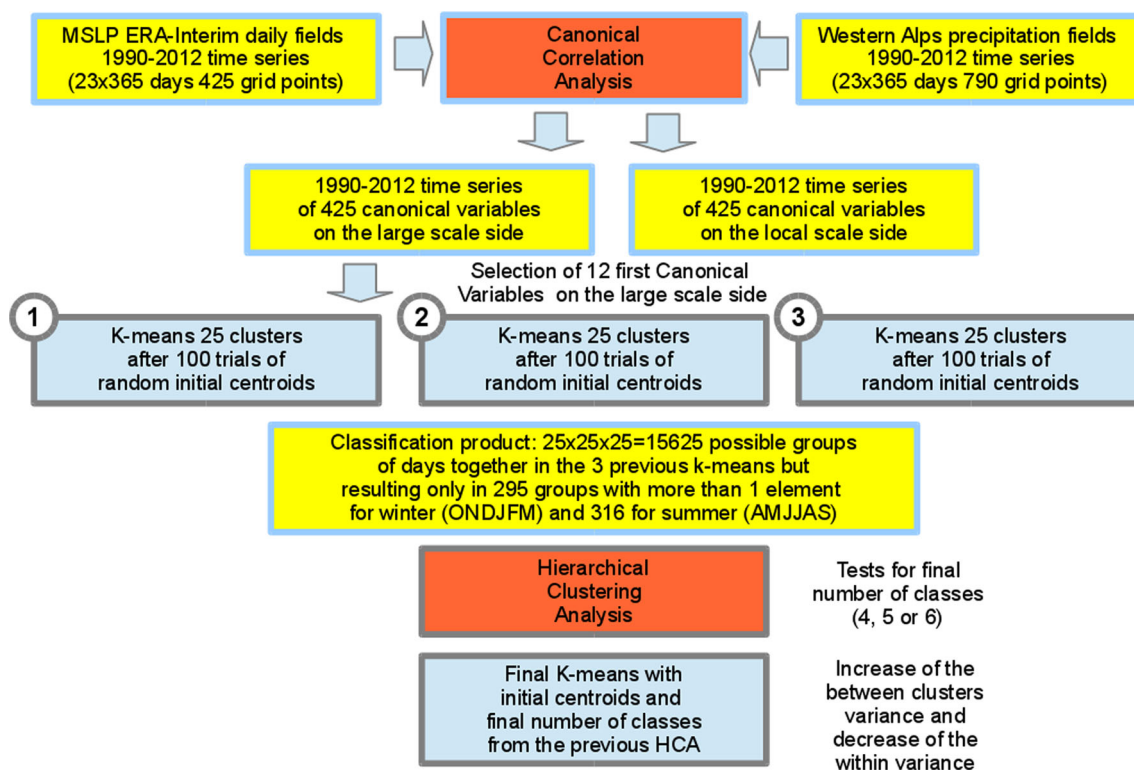 MSLP ERA-Interim daily fields
1990-2012 time series
(23x365 days 425 grid points)
Canonical
Correlation
Analysis
Western Alps precipitation fields
1990-2012 time series
(23x365 days 790 grid points)
1990-2012 time series
of 425 canonical variables
on the large scale side
1990-2012 time series
of 425 canonical variables
on the local scale side
Selection of 12 first Canonical
Variables on the large scale side
1
K-means 25 clusters
after 100 trials of
random initial centroids
2
K-means 25 clusters
after 100 trials of
random initial centroids
3
K-means 25 clusters
after 100 trials of
random initial centroids
Classification product: 25x25x25=15625 possible groups
of days together in the 3 previous k-means but
resulting only in 295 groups with more than 1 element
for winter (ONDJFM) and 316 for summer (AMJJAS)
Hierarchical
Clustering
Analysis
Tests for final
number of classes
(4, 5 or 6)
Final K-means with
initial centroids and
final number of classes
from the previous HCA
Increase of the
between clusters
variance and
decrease of the
within variance